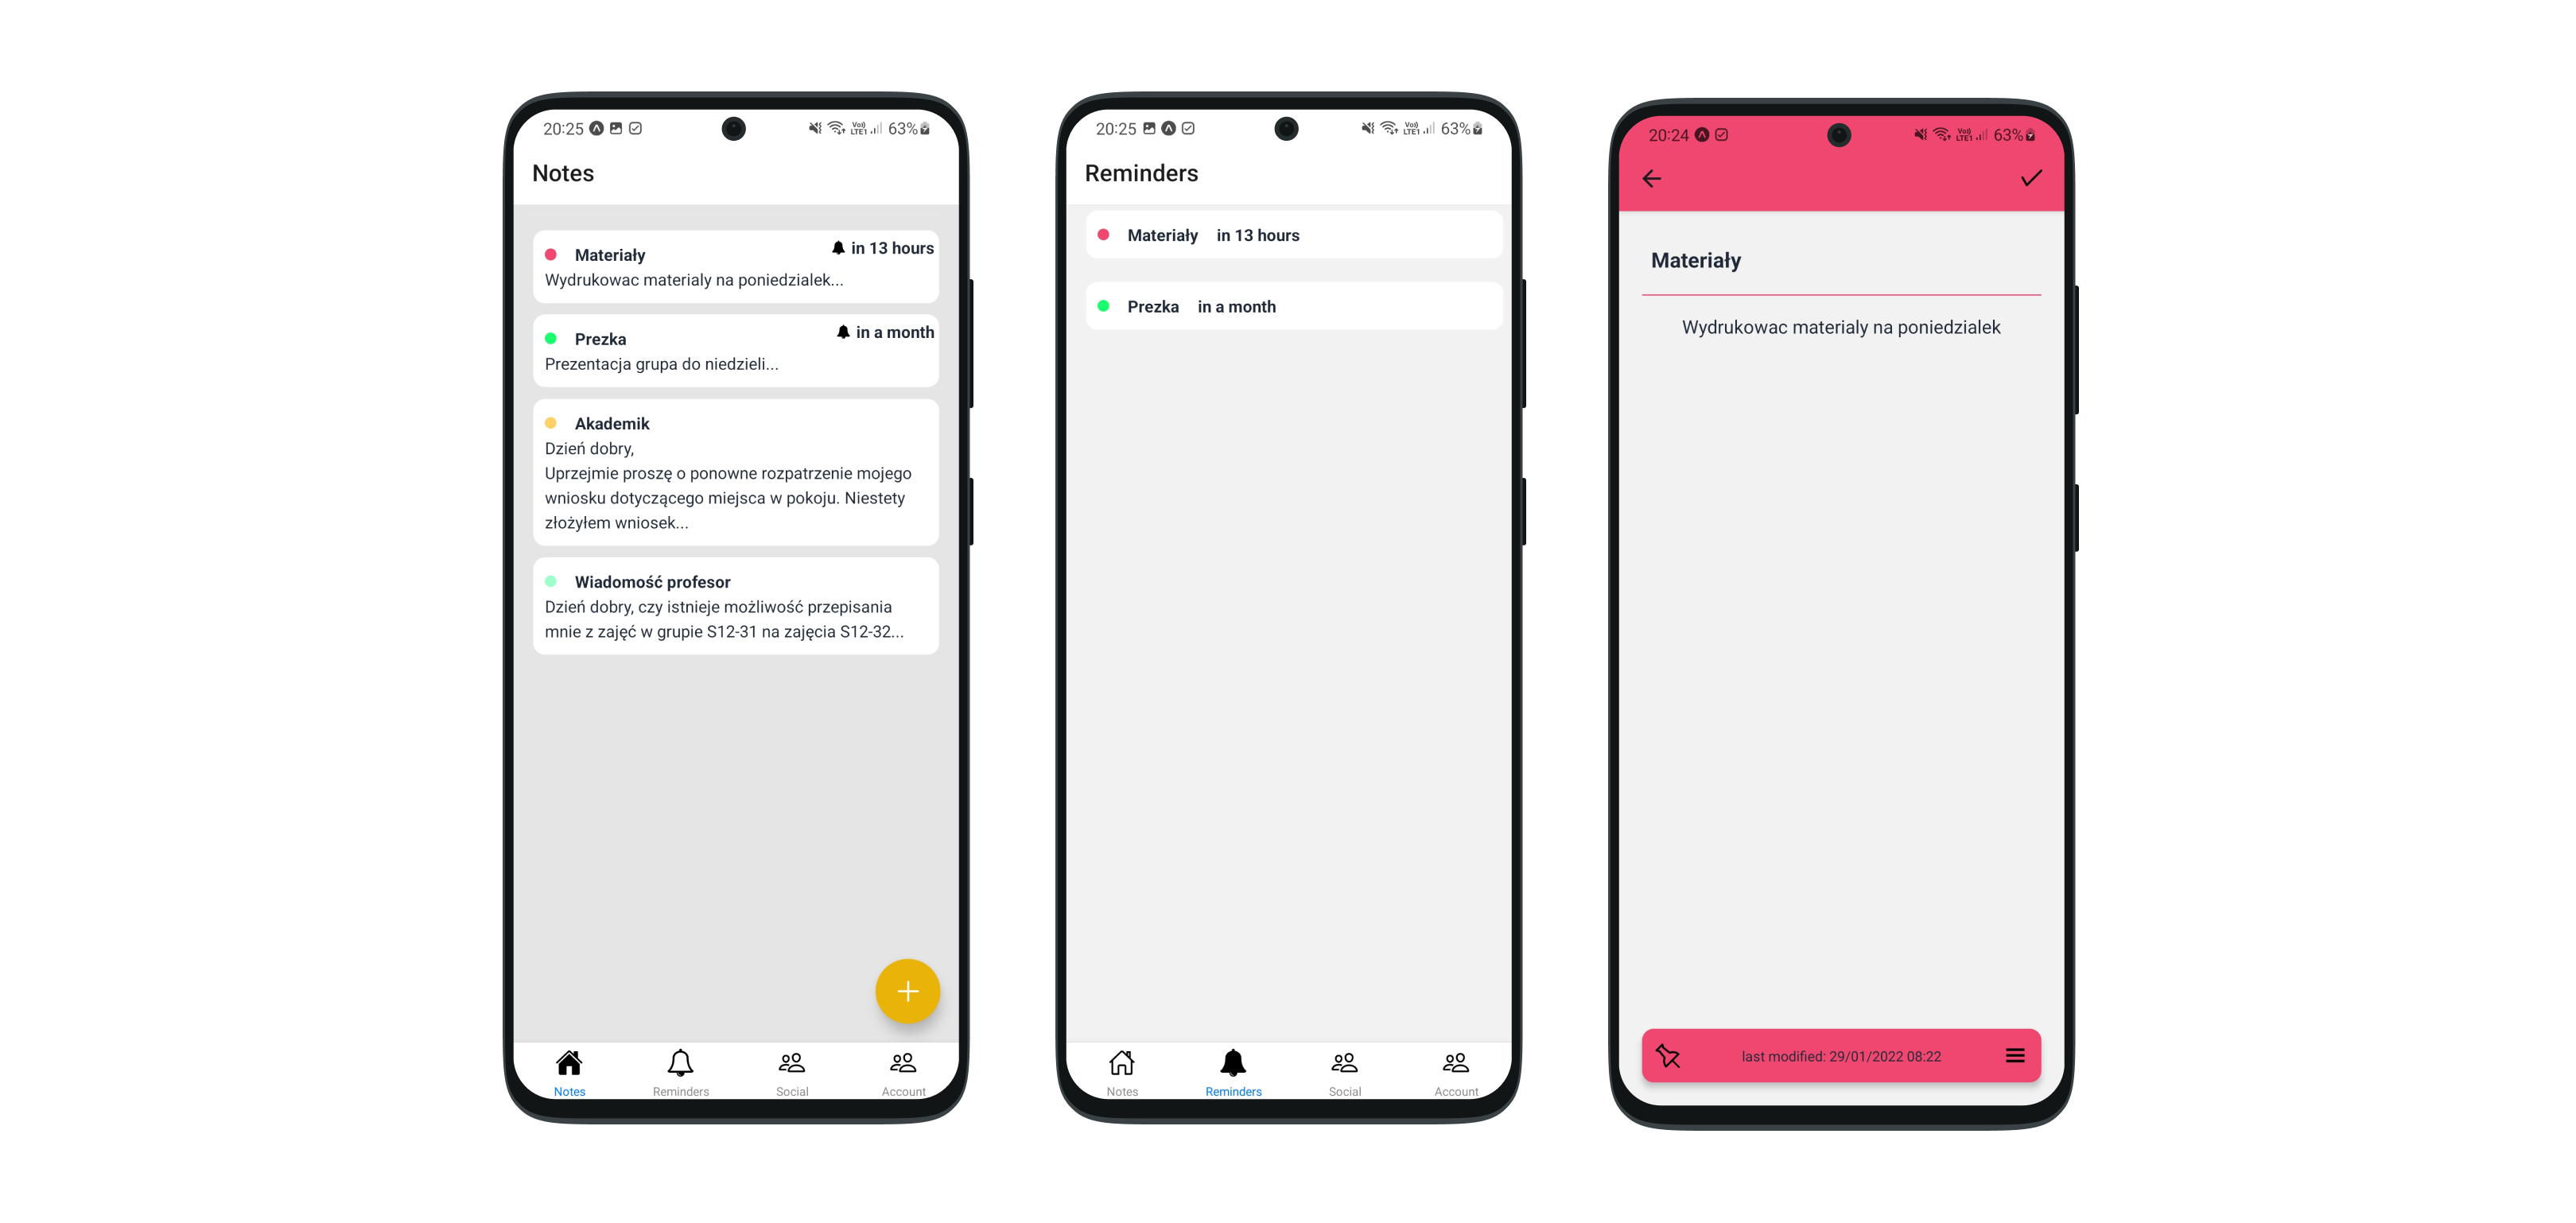 20:25
63%
Notes
Materiały
in 13 hours
Wydrukowac materialy na poniedzialek...
Prezka
in a month
Prezentacja grupa do niedzieli...
Akademik
Dzień dobry,
Uprzejmie proszę o ponowne rozpatrzenie mojego
wniosku dotyczącego miejsca w pokoju. Niestety
złożyłem wniosek...
Wiadomość profesor
Dzień dobry, czy istnieje możliwość przepisania
mnie z zajęć w grupie S12-31 na zajęcia S12-32...
Notes Reminders Social Account
20:25
Vo))
LTE1
63%
Reminders
Materiały in 13 hours
Prezka in a month
Notes Reminders Social Account
20:24
Vo))
LTE1
63%
Materiały
Wydrukowac materialy na poniedzialek
last modified: 29/01/2022 08:22